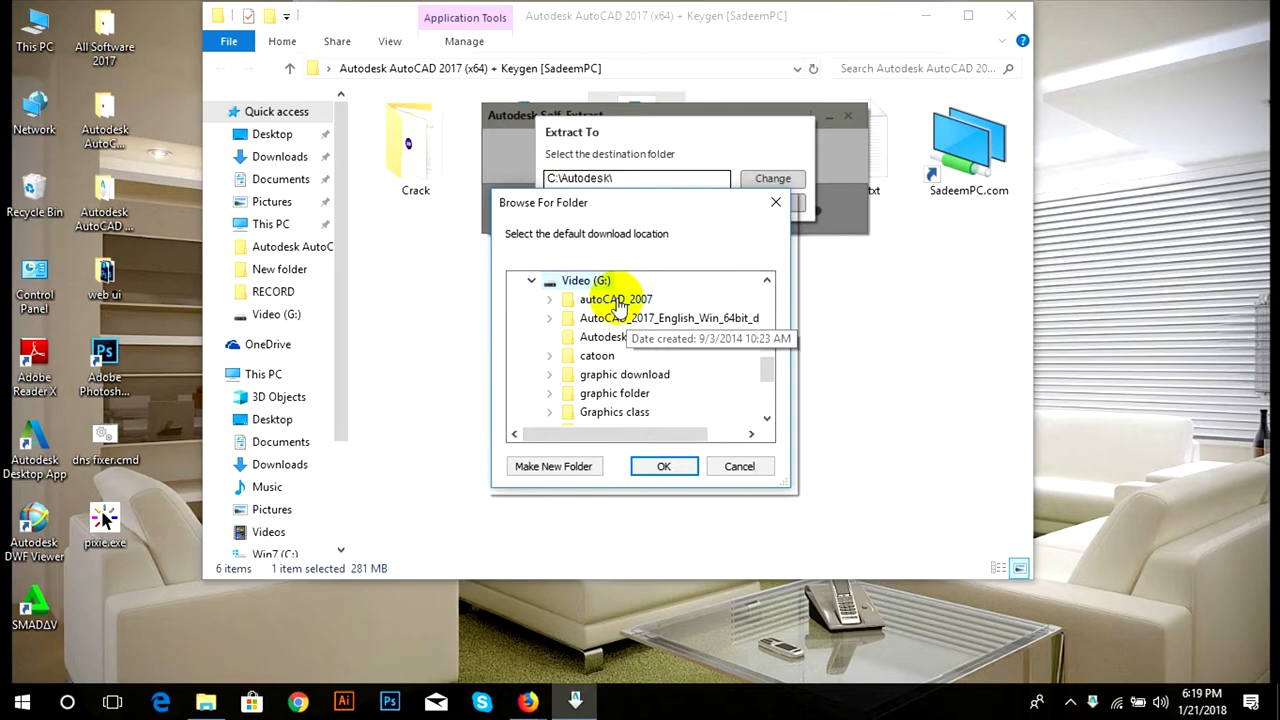 Application Tools
Autodesk AutoCAD 2017 (x64) + Keygen [SadeemPC]
File
Home
Share
View
Manage
Autodesk AutoCAD 2017 (x64) + Keygen [SadeemPC]
Search Autodesk AutoCAD 20...
This PC
All Software
2017
Network
Autodesk
AutoC...
Recycle Bin
Autodesk
AutoCAD
...
Control
Panel
web ui
Adobe
Reader X
Adobe
Photosh...
Autodesk
Desktop App
dns fixer.cmd
Autodesk
DWF Viewer
pixie.exe
SMADΔV
Quick access
Desktop
Downloads
Documents
Pictures
This PC
Autodesk AutoC
New folder
RECORD
Video (G:)
OneDrive
This PC
3D Objects
Desktop
Documents
Downloads
Music
Pictures
Videos
Win7 (C:)
Crack
txt
SadeemPC.com
Autodesk Self-Extract
Extract To
Select the destination folder
C:\Autodesk\
Change
Browse For Folder
Select the default download location
Video (G:)
autoCAD_2007
AutoCAD_2017_English_Win_64bit_d
Autodesk
Date created: 9/3/2014 10:23 AM
catoon
graphic download
graphic folder
Graphics class
Make New Folder
OK
Cancel
6 items
1 item selected 281 MB
6:19 PM
1/21/2018